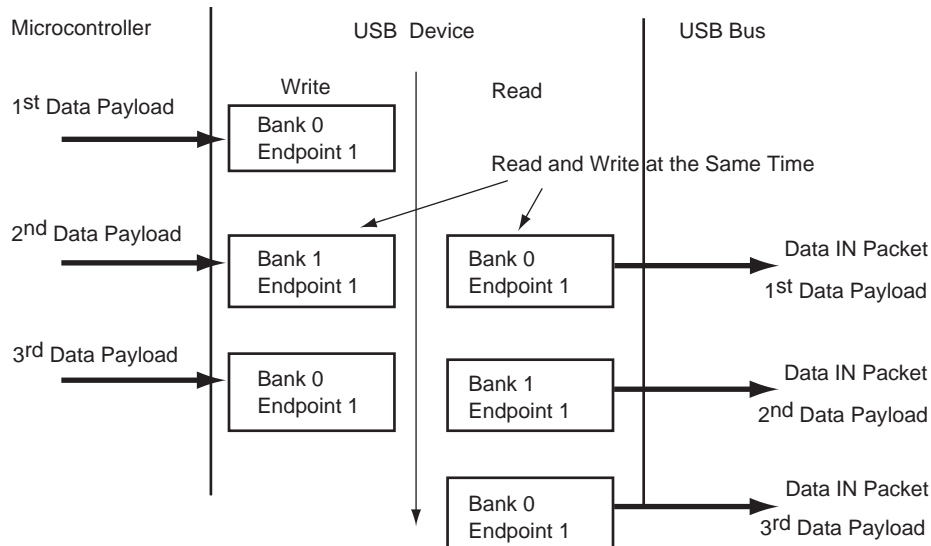 Microcontroller
USB Device
USB Bus
Write
Read
1st Data Payload
Bank 0
Endpoint 1
Read and Write at the Same Time
2nd Data Payload
Bank 1
Endpoint 1
Bank 0
Endpoint 1
Data IN Packet
1st Data Payload
3rd Data Payload
Bank 0
Endpoint 1
Bank 1
Endpoint 1
Data IN Packet
2nd Data Payload
Bank 0
Endpoint 1
Data IN Packet
3rd Data Payload